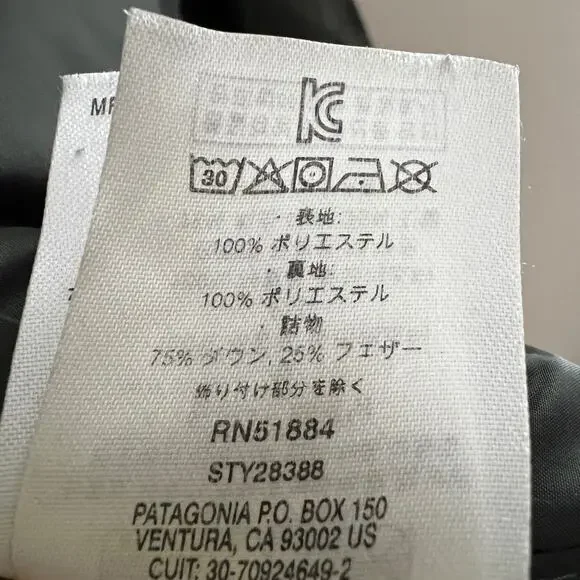 MF
30
・表地:
100% ポリエステル
・裏地:
100% ポリエステル
・詰物
75% ダウン, 25% フェザー
飾り付け部分を除く
RN51884
STY28388
PATAGONIA P.O. BOX 150
VENTURA, CA 93002 US
CUIT: 30-70924649-2